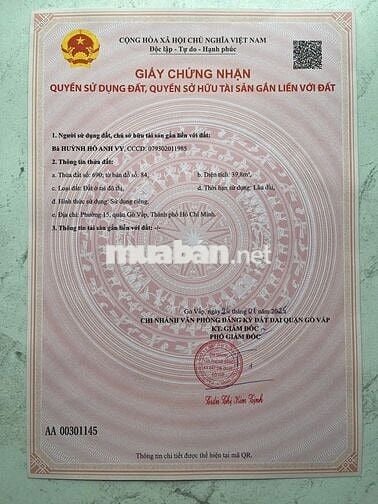 CỘNG HÒA XÃ HỘI CHỦ NGHĨA VIỆT NAM
Độc lập - Tự do - Hạnh phúc
GIẤY CHỨNG NHẬN
QUYỀN SỬ DỤNG ĐẤT, QUYỀN SỞ HỮU TÀI SẢN GẮN LIỀN VỚI ĐẤT
1. Người sử dụng đất, chủ sở hữu tài sản gắn liền với đất:
Bà HUỲNH HỒ ANH VY, CCCD: 079502011985
2. Thông tin thửa đất:
a. Thửa đất số: 690; tờ bản đồ số: 84, b. Diện tích: 39,8m²,
c. Loại đất: Đất ở tại đô thị, d. Thời hạn sử dụng: Lâu dài,
đ. Hình thức sử dụng: Sử dụng riêng,
e. Địa chỉ: Phường 15, quận Gò Vấp, Thành phố Hồ Chí Minh.
3. Thông tin tài sản gắn liền với đất: -/-
muaban.net
Gò Vấp, ngày 01
CHI NHÁNH VĂN PHÒNG ĐĂNG KÝ ĐẤT ĐAI QUẬN GÒ VẤP
KT. GIÁM ĐỐC
PHÓ GIÁM ĐỐC
Trần Thị Kim Định
AA 00301145
Thông tin chi tiết được thể hiện tại mã QR.